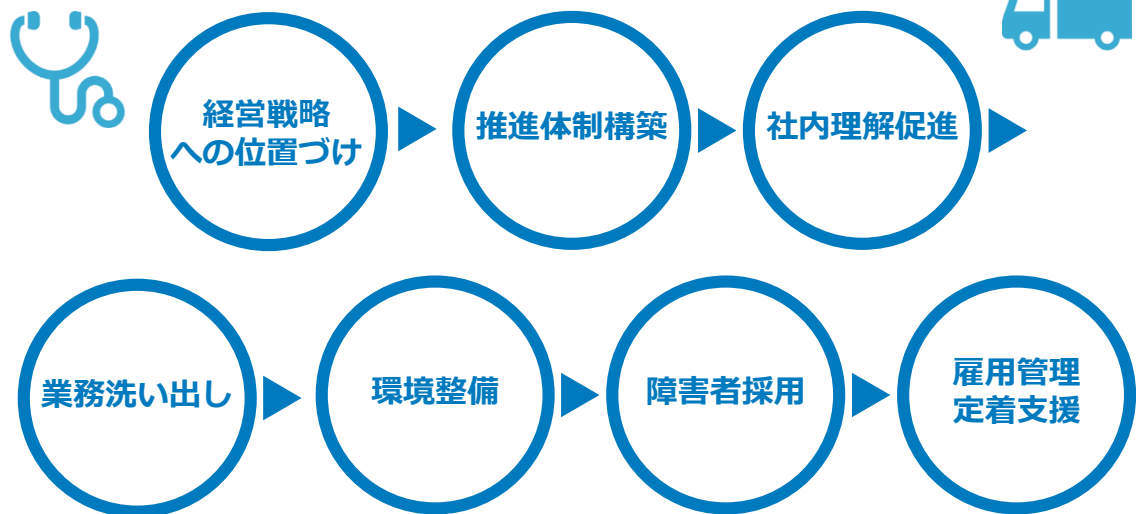 経営戦略
への位置づけ
推進体制構築
社内理解促進
業務洗い出し
環境整備
障害者採用
雇用管理
定着支援